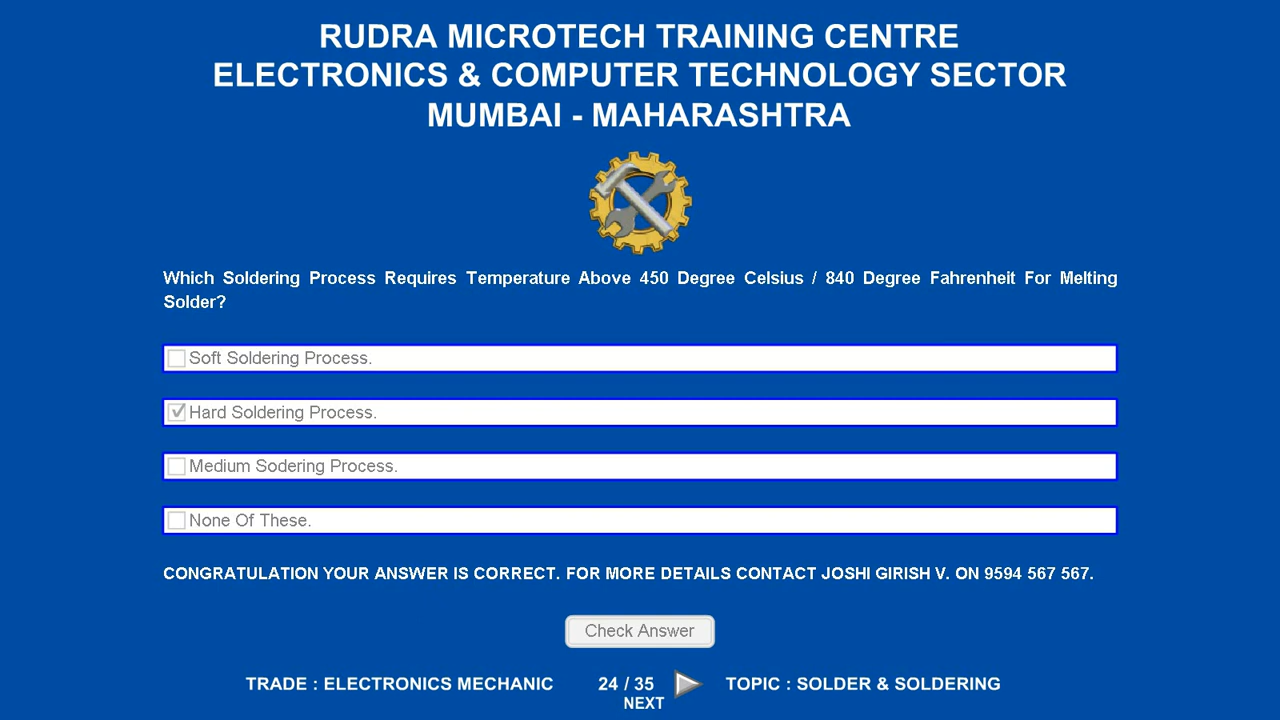 RUDRA MICROTECH TRAINING CENTRE
ELECTRONICS & COMPUTER TECHNOLOGY SECTOR
MUMBAI - MAHARASHTRA
Which Soldering Process Requires Temperature Above 450 Degree Celsius / 840 Degree Fahrenheit For Melting
Solder?
Soft Soldering Process.
Hard Soldering Process.
Medium Sodering Process.
None Of These.
CONGRATULATION YOUR ANSWER IS CORRECT. FOR MORE DETAILS CONTACT JOSHI GIRISH V. ON 9594 567 567.
Check Answer
TRADE : ELECTRONICS MECHANIC 24 / 35 TOPIC : SOLDER & SOLDERING
NEXT